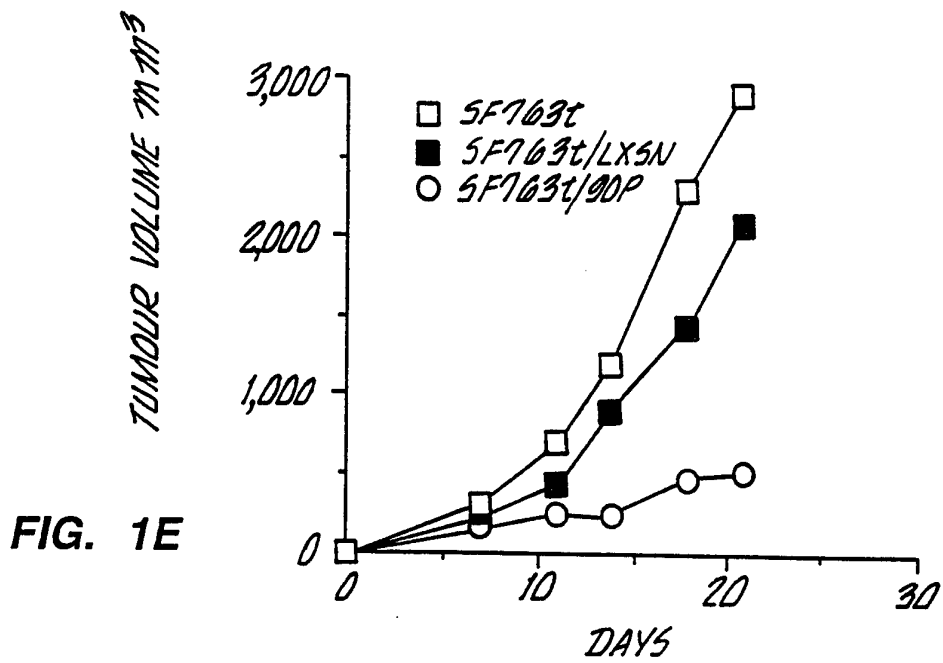 TUMOUR VOLUME mm³
3,000
2,000
1,000
0
SF763t
SF763t/LXSN
SF763t/90P
0 10 20 30
DAYS
FIG. 1E